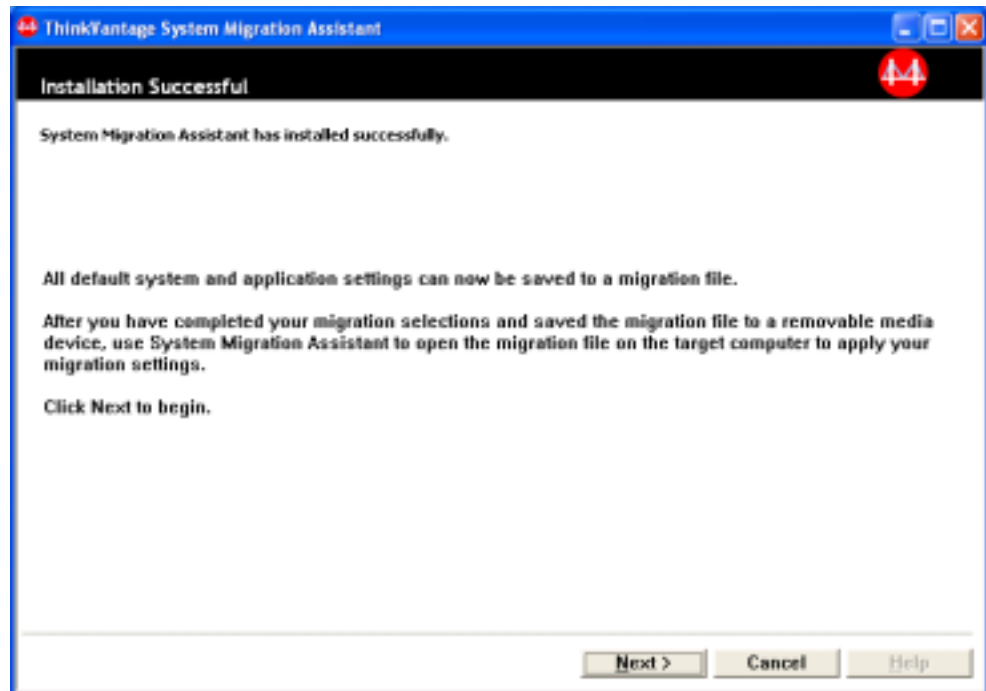 ThinkVantage System Migration Assistant
Installation Successful
System Migration Assistant has installed successfully.
All default system and application settings can now be saved to a migration file.
After you have completed your migration selections and saved the migration file to a removable media
device, use System Migration Assistant to open the migration file on the target computer to apply your
migration settings.
Click Next to begin.
Next >
Cancel
Help